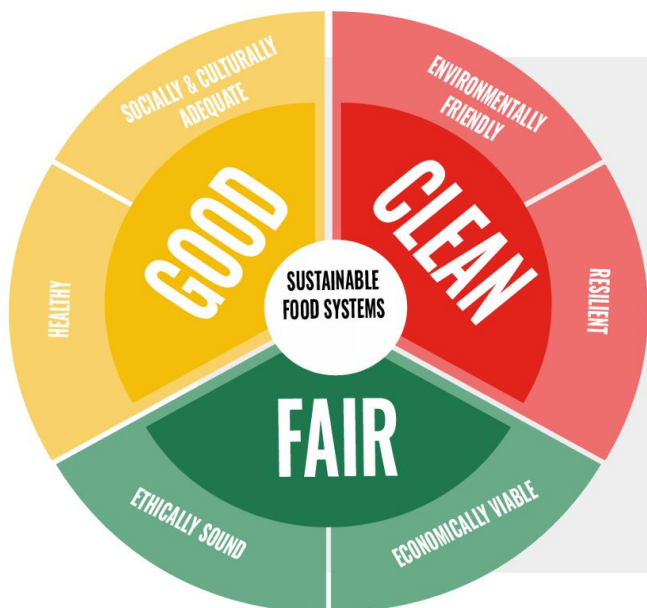 SOCIALLY & CULTURALLY
ADEQUATE
ENVIRONMENTALLY
FRIENDLY
GOOD
CLEAN
HEALTHY
SUSTAINABLE
FOOD SYSTEMS
RESILIENT
FAIR
ETHICALLY SOUND
ECONOMICALLY VIABLE